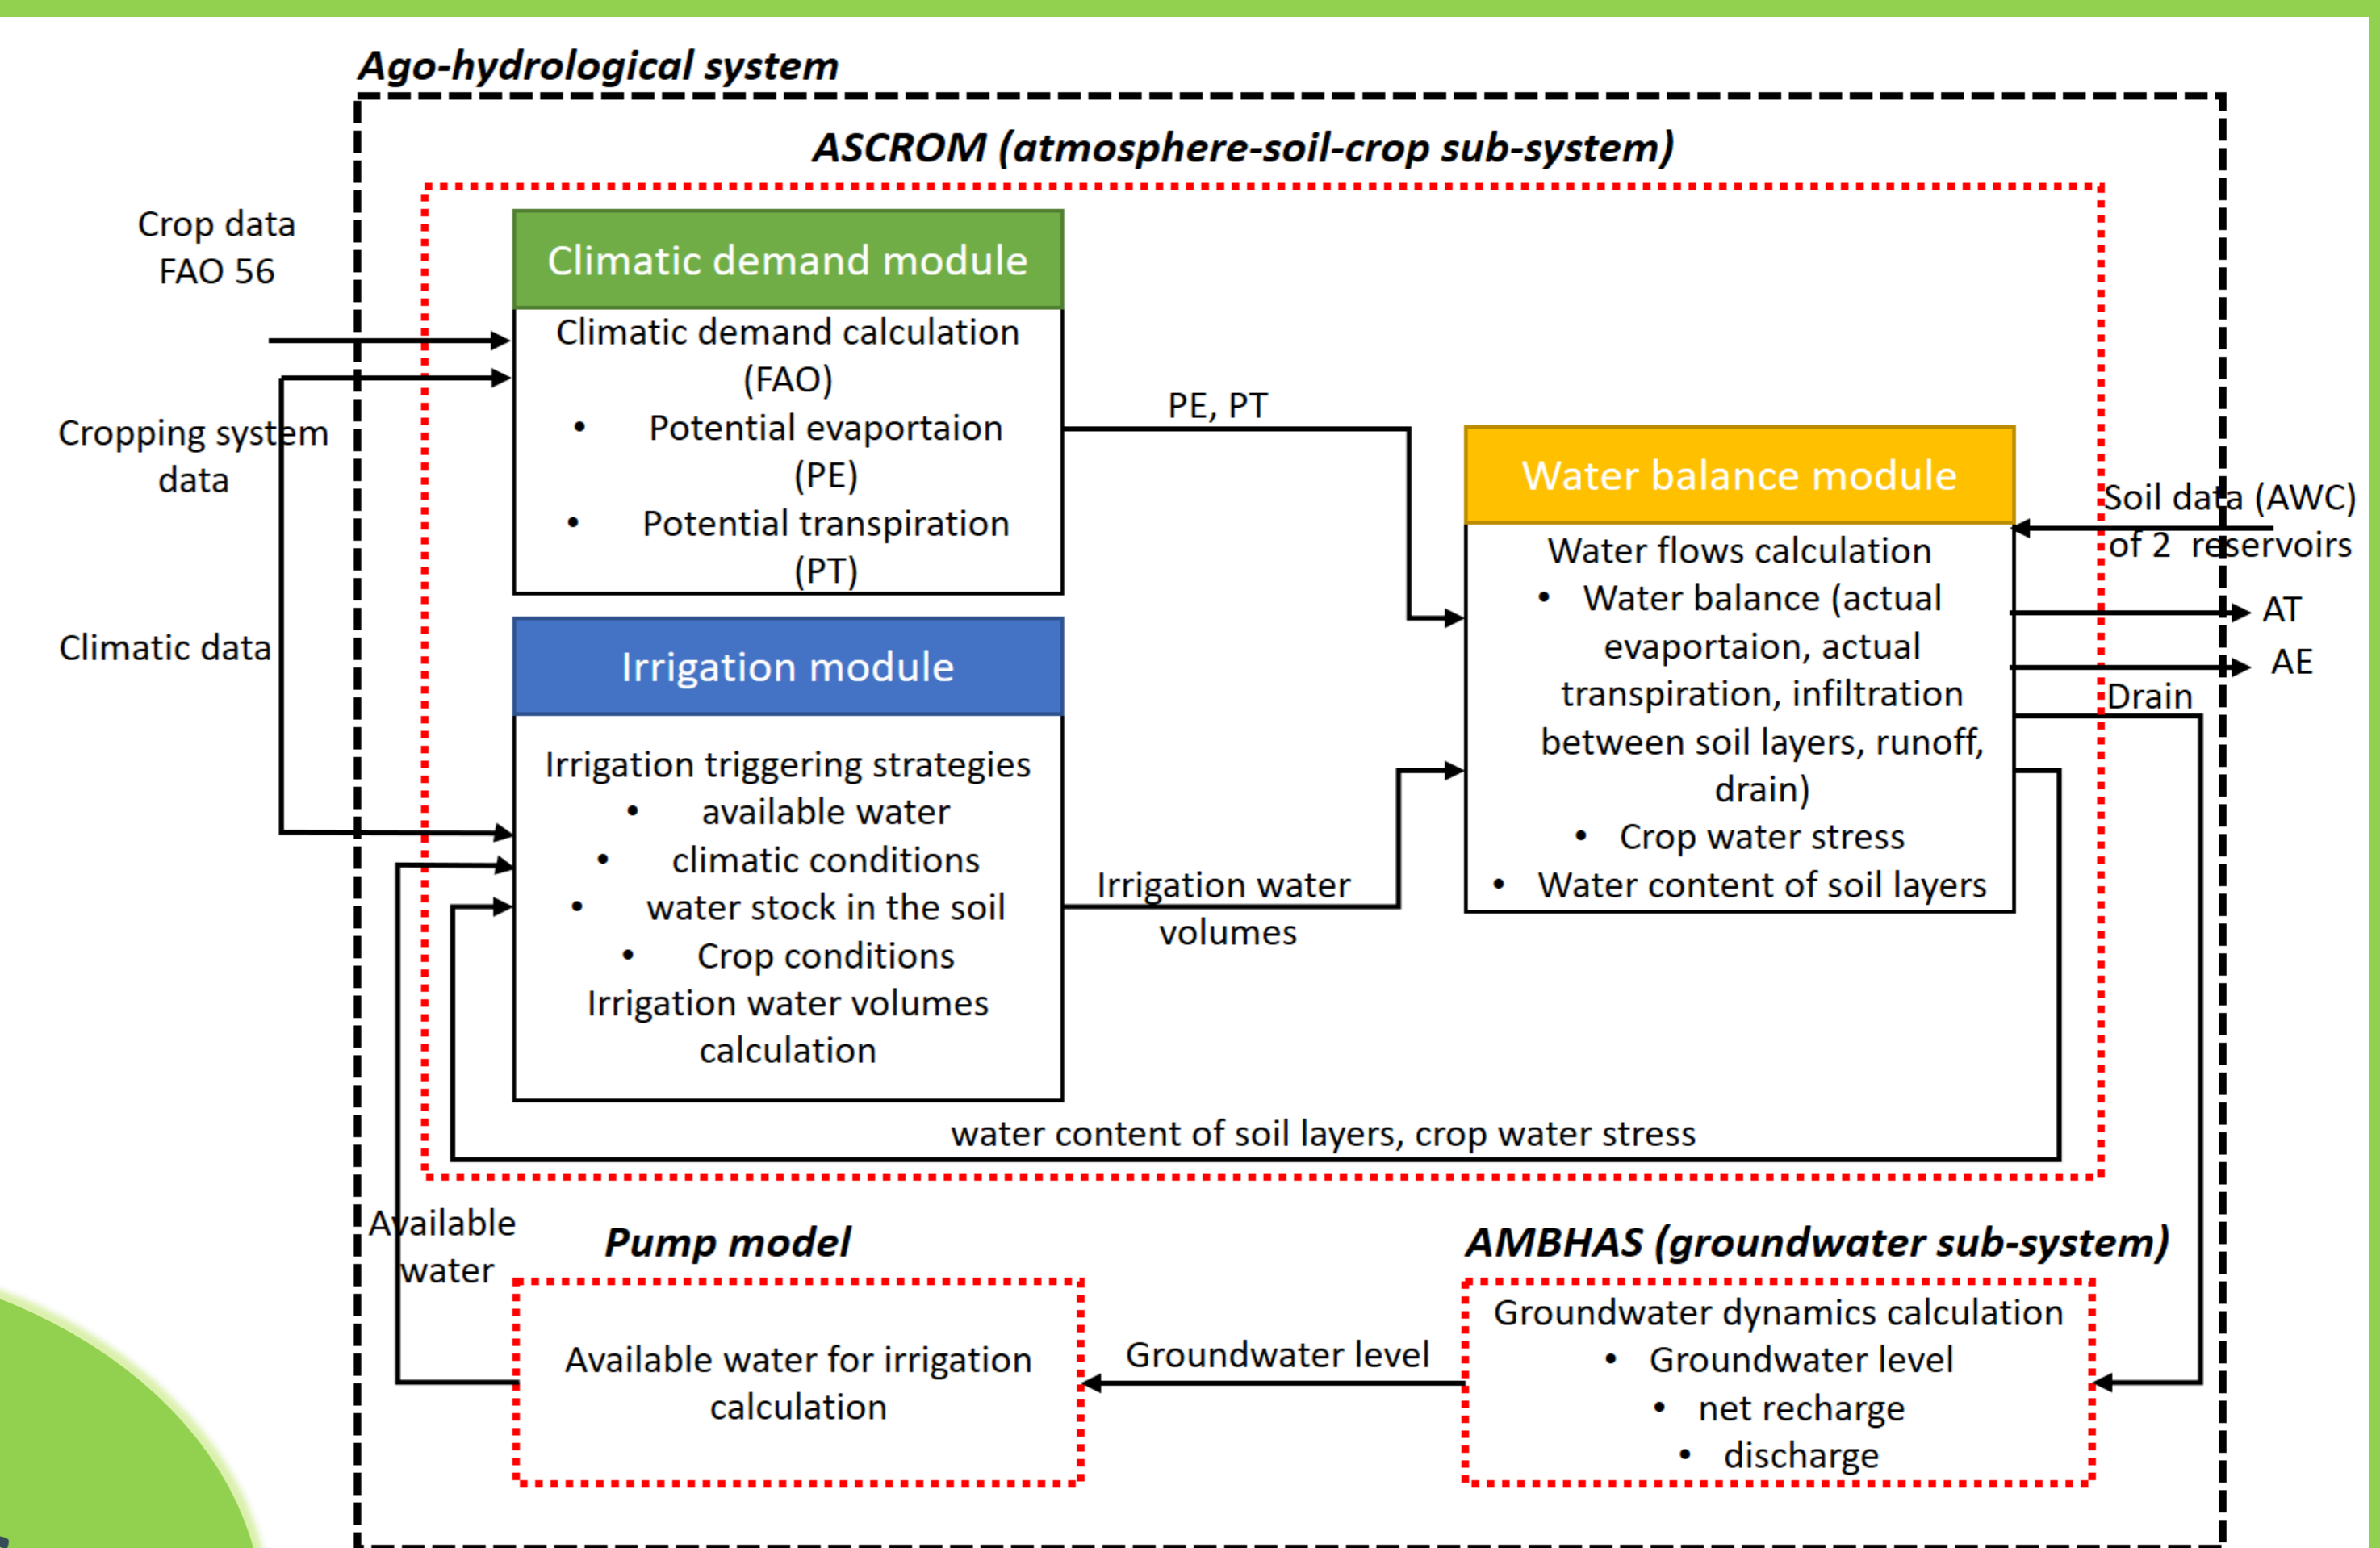 Ago-hydrological system
ASCROM (atmosphere-soil-crop sub-system)
Crop data
FAO 56
Cropping system
data
Climatic data
Climatic demand module
Climatic demand calculation
(FAO)
• Potential evaportaion
(PE)
• Potential transpiration
(PT)
PE, PT
Irrigation module
Irrigation triggering strategies
• available water
• climatic conditions
• water stock in the soil
• Crop conditions
Irrigation water volumes
calculation
Irrigation water
volumes
Water balance module
Water flows calculation
• Water balance (actual
evaportaion, actual
transpiration, infiltration
between soil layers, runoff,
drain)
• Crop water stress
• Water content of soil layers
Soil data (AWC)
of 2 reservoirs
AT
AE
Drain
water content of soil layers, crop water stress
Available
water
Pump model
Available water for irrigation
calculation
Groundwater level
AMBHAS (groundwater sub-system)
Groundwater dynamics calculation
• Groundwater level
• net recharge
• discharge